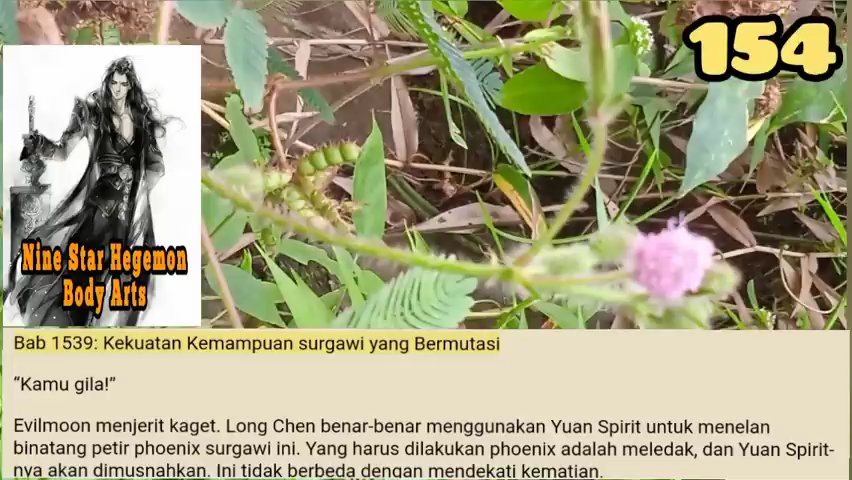 154
Nine Star Hegemon
Body Arts
Bab 1539: Kekuatan Kemampuan surgawi yang Bermutasi
“Kamu gila!”
Evilmoon menjerit kaget. Long Chen benar-benar menggunakan Yuan Spirit untuk menelan
binatang petir phoenix surgawi ini. Yang harus dilakukan phoenix adalah meledak, dan Yuan Spirit-
nya akan dimusnahkan. Ini tidak berbeda dengan mendekati kematian.